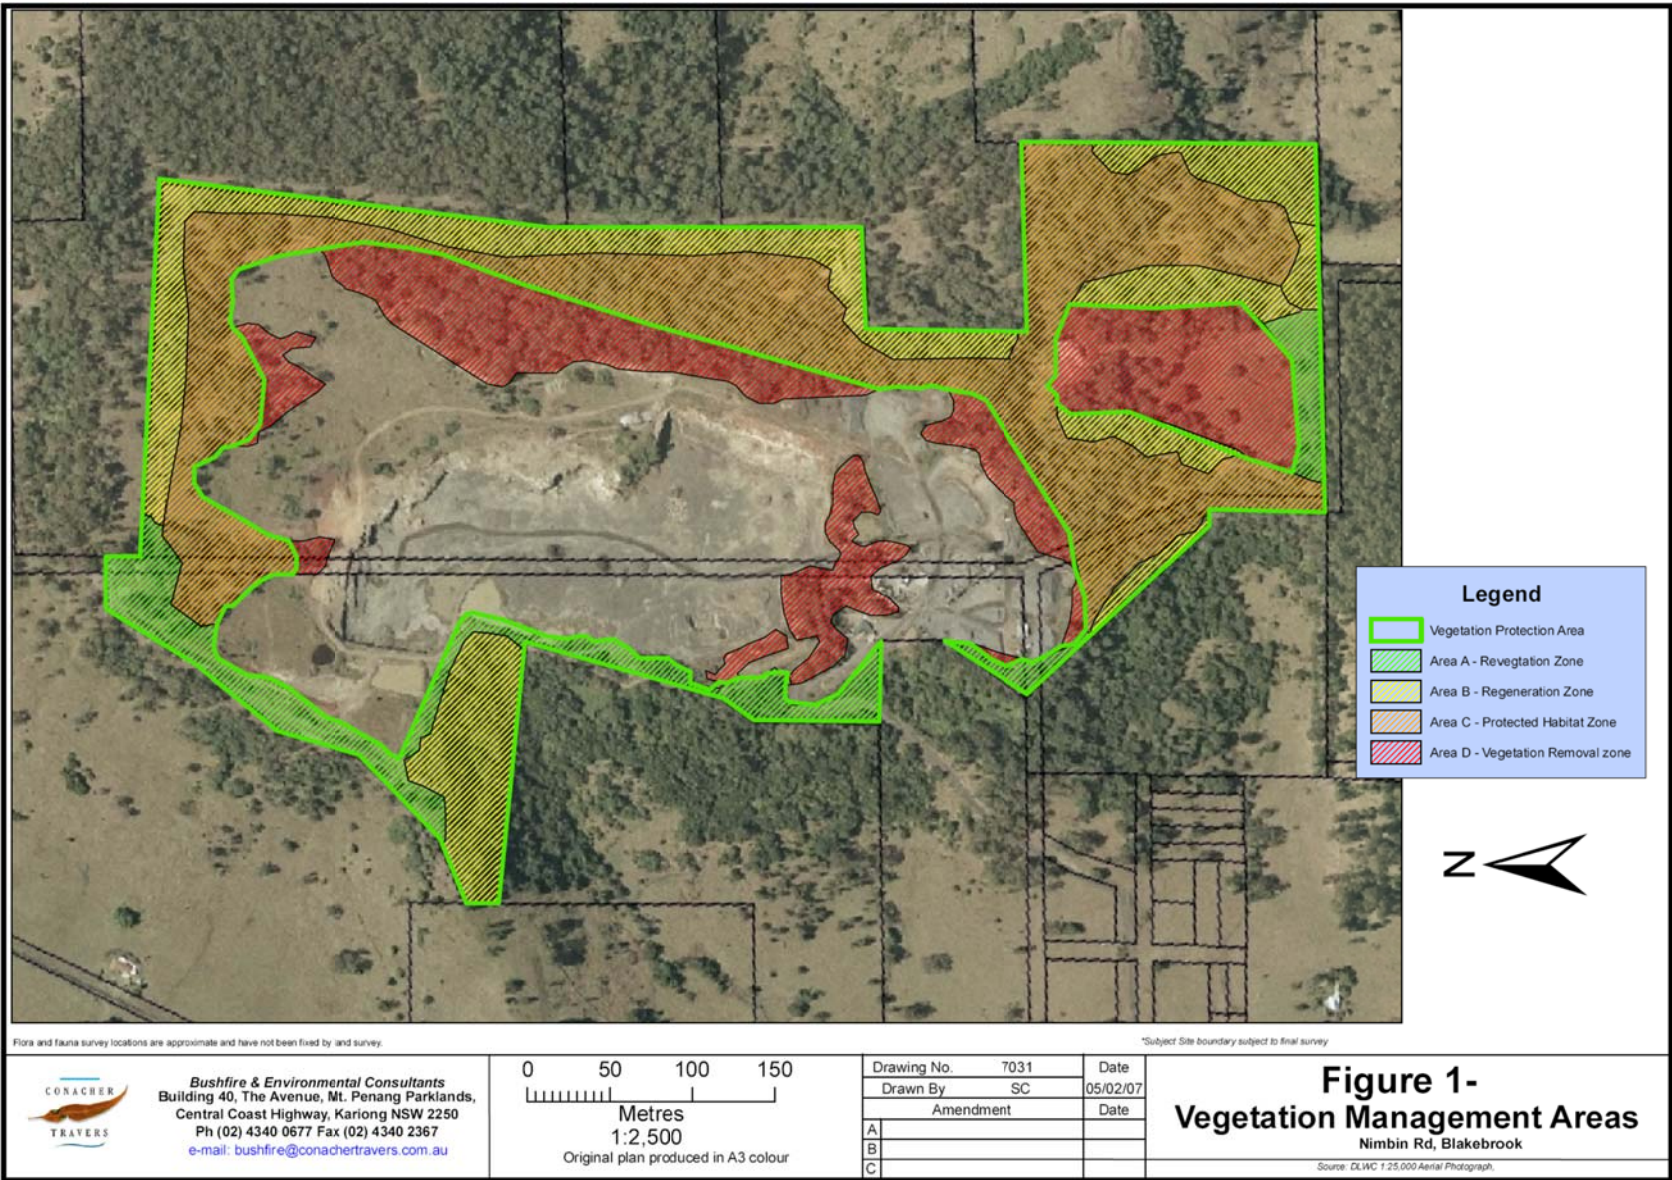 Legend
Vegetation Protection Area
Area A - Revegtation Zone
Area B - Regeneration Zone
Area C - Protected Habitat Zone
Area D - Vegetation Removal zone
N
Flora and fauna survey locations are approximate and have not been fixed by land survey.
*Subject Site boundary subject to final survey
CONACHER
TRAVERS
Bushfire & Environmental Consultants
Building 40, The Avenue, Mt. Penang Parklands,
Central Coast Highway, Kariong NSW 2250
Ph (02) 4340 0677 Fax (02) 4340 2367
e-mail: bushfire@conachertravers.com.au
0 50 100 150
Metres
1:2,500
Original plan produced in A3 colour
Drawing No. 7031 Date
Drawn By SC 05/02/07
Amendment Date
A
B
C
Figure 1-
Vegetation Management Areas
Nimbin Rd, Blakebrook
Source: DLWC 1:25,000 Aerial Photograph,